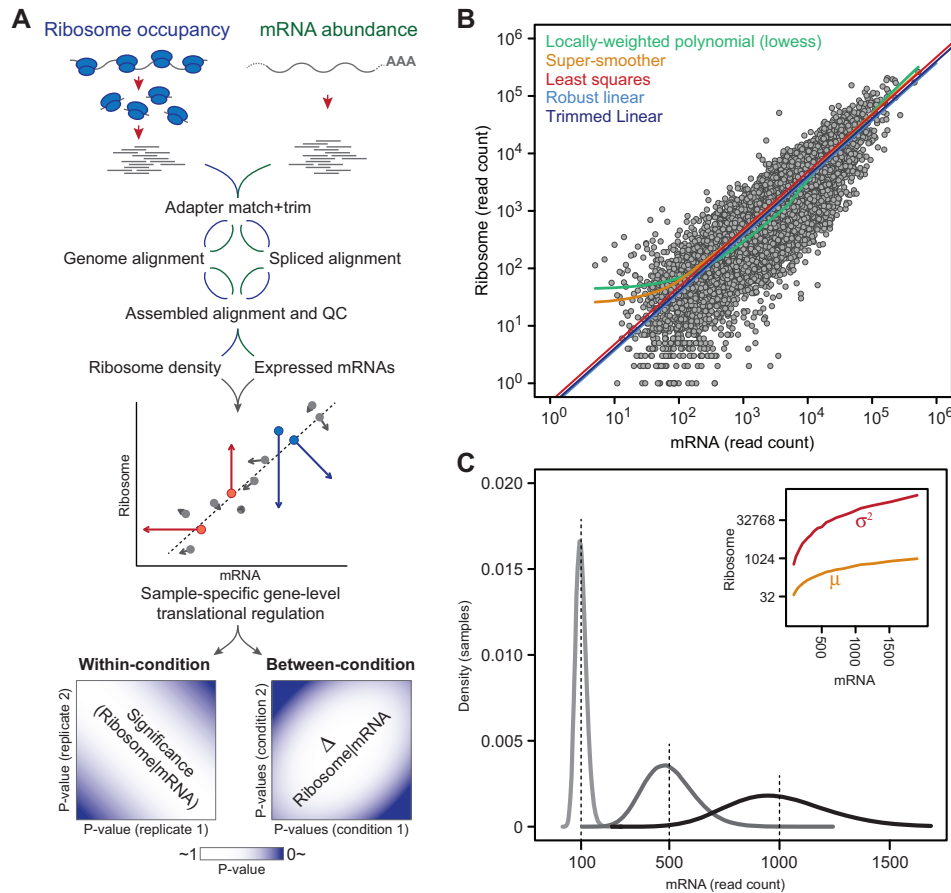 A
Ribosome occupancy
mRNA abundance
AAA
Adapter match+trim
Genome alignment
Spliced alignment
Assembled alignment and QC
Ribosome density
Expressed mRNAs
Ribosome
mRNA
Sample-specific gene-level
translational regulation
Within-condition
Between-condition
P-value (replicate 2)
Significance
(Ribosome|mRNA)
P-value (replicate 1)
P-values (condition 2)
Δ
Ribosome|mRNA
P-values (condition 1)
~1
0~
P-value
B
Locally-weighted polynomial (lowess)
Super-smoother
Least squares
Robust linear
Trimmed Linear
Ribosome (read count)
10⁶
10⁵
10⁴
10³
10²
10¹
10⁰
10⁰ 10¹ 10² 10³ 10⁴ 10⁵ 10⁶
mRNA (read count)
C
Density (samples)
0.020
0.015
0.010
0.005
0
100 500 1000 1500
mRNA (read count)
Ribosome
32768
1024
32
σ²
μ
500 1000 1500
mRNA